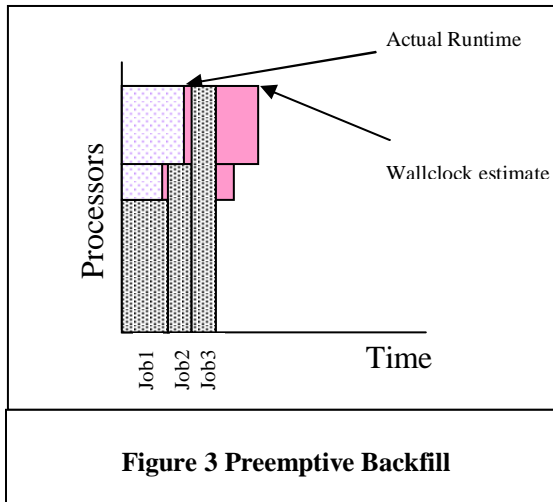 Actual Runtime
Wallclock estimate
Processors
Job1
Job2
Job3
Time
Figure 3 Preemptive Backfill